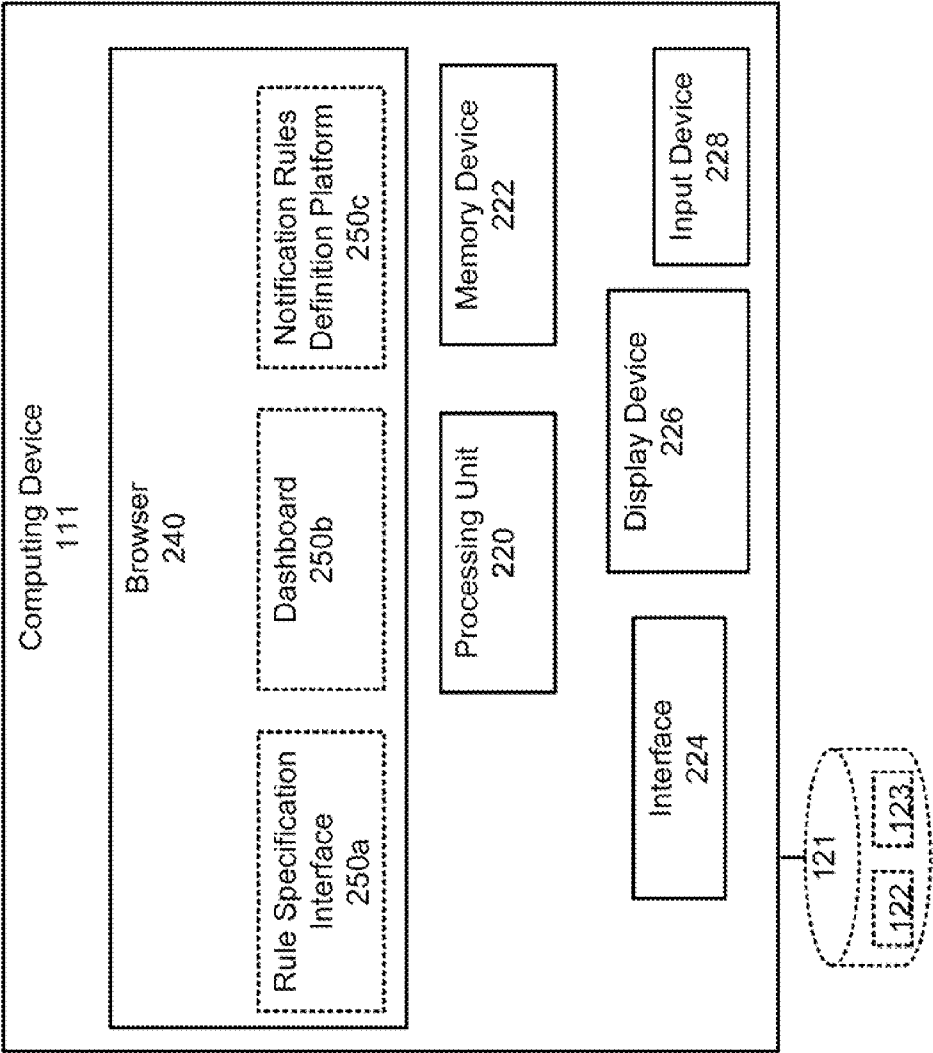 Computing Device
111
Browser
240
Rule Specification
Interface
250a
Dashboard
250b
Notification Rules
Definition Platform
250c
Processing Unit
220
Memory Device
222
Interface
224
Display Device
226
Input Device
228
121
122
123